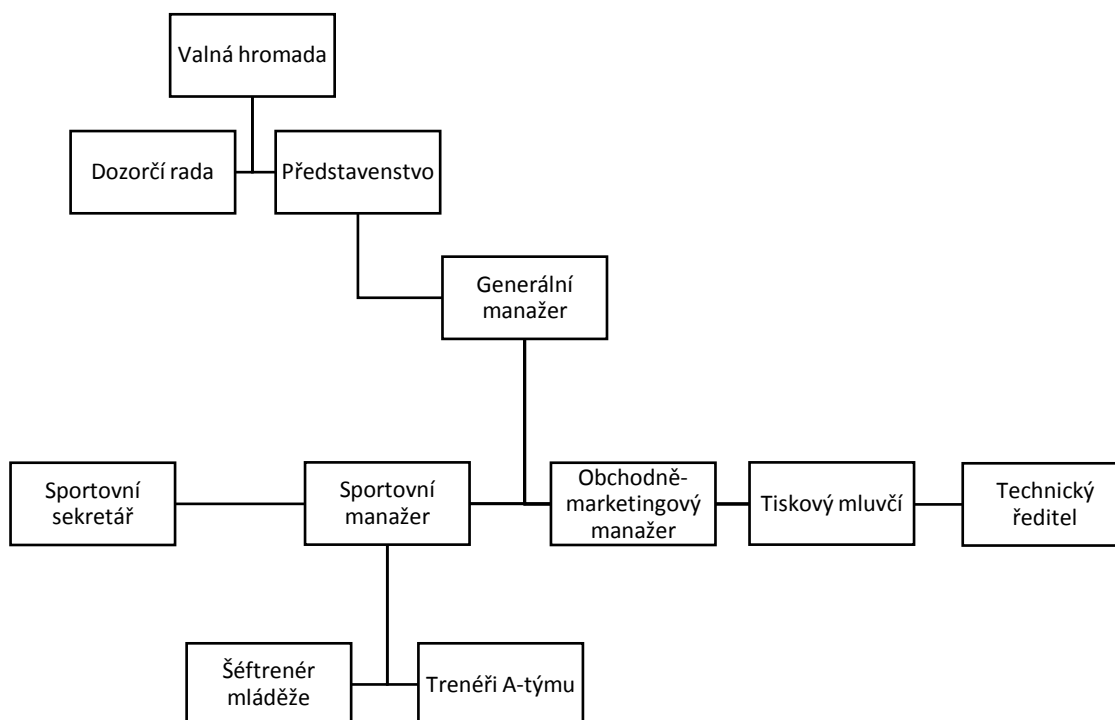 Valná hromada
Dozorčí rada
Představenstvo
Generální
manažer
Sportovní
sekretář
Sportovní
manažer
Obchodně-
marketingový
manažer
Tiskový mluvčí
Technický
ředitel
Šéftrenér
mláděže
Trenéři A-týmu